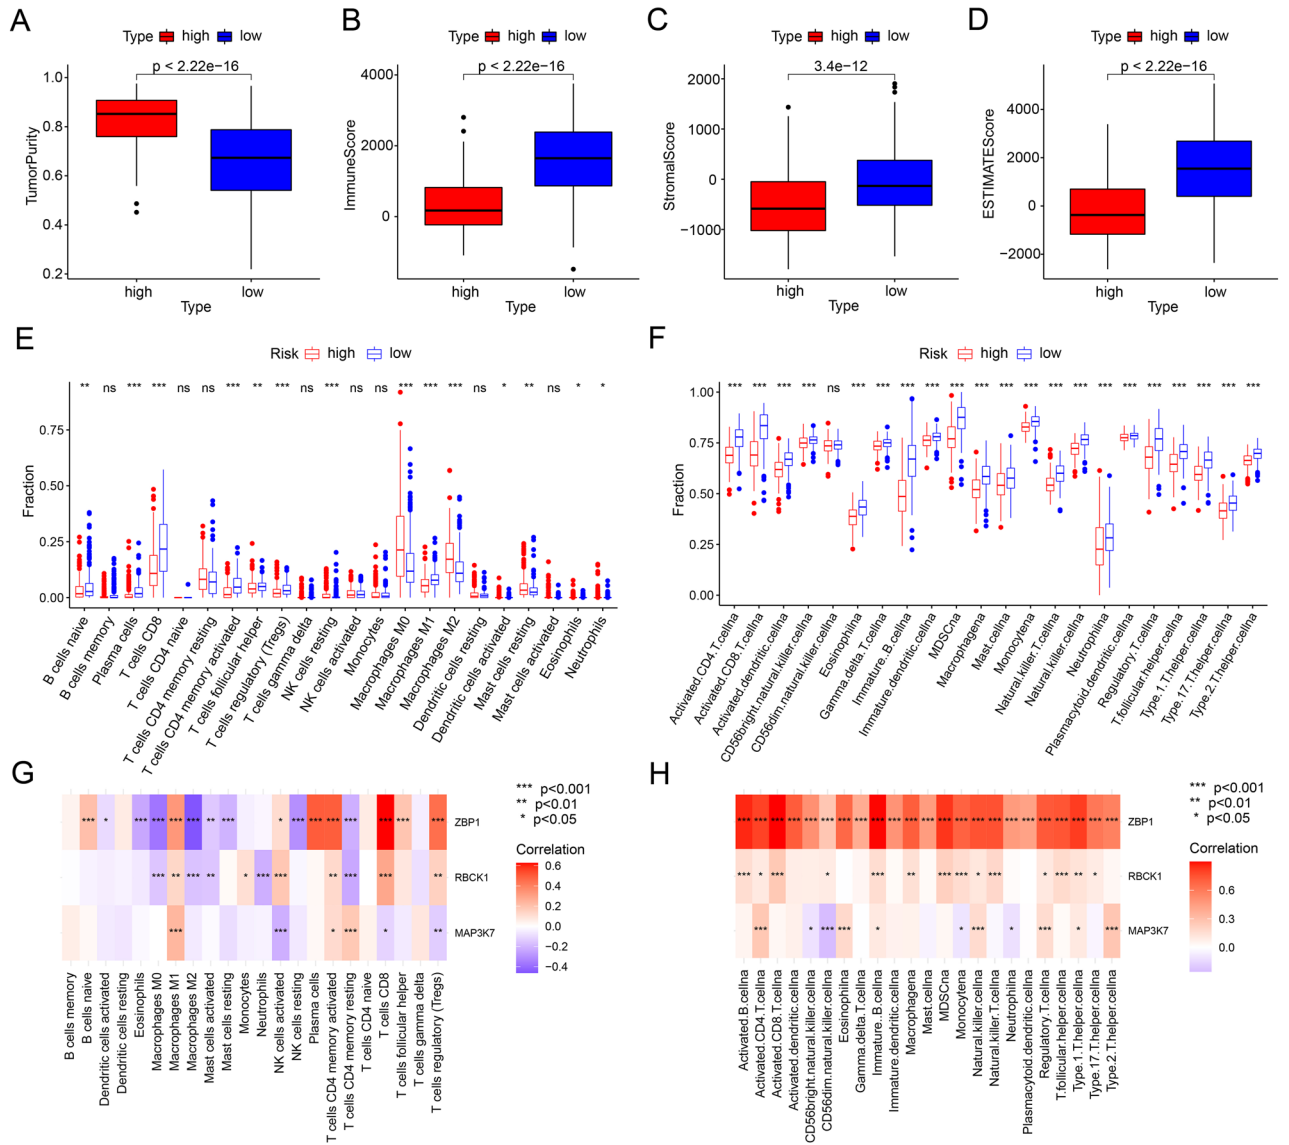 A
Type high low
p < 2.22e−16
TumorPurity
1.0
0.8
0.6
0.4
0.2
high low
Type
B
Type high low
p < 2.22e−16
ImmuneScore
4000
2000
0
high low
Type
C
Type high low
3.4e−12
StromalScore
2000
1000
0
−1000
high low
Type
D
Type high low
p < 2.22e−16
ESTIMATEScore
4000
2000
0
−2000
high low
Type
E
Risk high low
** ns *** *** ns ns *** ** *** ns *** ns ns *** *** *** ns * ** ns * *
Fraction
0.75
0.50
0.25
0.00
B cells naive
B cells memory
Plasma cells
T cells CD8
T cells CD4 naive
T cells CD4 memory resting
T cells CD4 memory activated
T cells follicular helper
T cells regulatory (Tregs)
T cells gamma delta
NK cells resting
NK cells activated
Monocytes
Macrophages M0
Macrophages M1
Macrophages M2
Dendritic cells resting
Dendritic cells activated
Mast cells resting
Mast cells activated
Eosinophils
Neutrophils
F
Risk high low
*** *** *** *** ns *** *** *** *** *** *** *** *** *** *** *** *** *** *** *** *** ***
Fraction
1.00
0.75
0.50
0.25
0.00
Activated.CD4.T.cellna
Activated.CD8.T.cellna
Activated.dendritic.cellna
CD56bright.natural.killer.cellna
CD56dim.natural.killer.cellna
Eosinophilna
Gamma.delta.T.cellna
Immature..B.cellna
Immature.dendritic.cellna
MDSCna
Macrophagena
Mast.cellna
Monocytena
Natural.killer.T.cellna
Natural.killer.cellna
Neutrophilna
Plasmacytoid.dendritic.cellna
Regulatory.T.cellna
T.follicular.helper.cellna
Type.1.T.helper.cellna
Type.17.T.helper.cellna
Type.2.T.helper.cellna
G
*** * *** *** *** *** *** *** * *** *** *** *** *** *** *** ZBP1
*** ** *** ** * *** *** ** *** *** ** RBCK1
*** *** * *** * ** MAP3K7
*** p<0.001
** p<0.01
* p<0.05
Correlation
0.6
0.4
0.2
0.0
−0.2
−0.4
B cells memory
B cells naive
Dendritic cells activated
Dendritic cells resting
Eosinophils
Macrophages M0
Macrophages M1
Macrophages M2
Mast cells activated
Mast cells resting
Monocytes
Neutrophils
NK cells activated
NK cells resting
Plasma cells
T cells CD4 memory activated
T cells CD4 memory resting
T cells CD4 naive
T cells CD8
T cells follicular helper
T cells gamma delta
T cells regulatory (Tregs)
H
*** *** *** *** *** *** *** *** *** *** *** *** *** *** *** *** *** *** *** *** *** *** *** ZBP1
*** * *** * *** ** *** *** * *** * *** ** * RBCK1
*** * *** *** * * *** * *** * *** MAP3K7
*** p<0.001
** p<0.01
* p<0.05
Correlation
0.6
0.3
0.0
Activated.B.cellna
Activated.CD4.T.cellna
Activated.CD8.T.cellna
Activated.dendritic.cellna
CD56bright.natural.killer.cellna
CD56dim.natural.killer.cellna
Eosinophilna
Gamma.delta.T.cellna
Immature..B.cellna
Immature.dendritic.cellna
Macrophagena
Mast.cellna
MDSCna
Monocytena
Natural.killer.cellna
Natural.killer.T.cellna
Neutrophilna
Plasmacytoid.dendritic.cellna
Regulatory.T.cellna
T.follicular.helper.cellna
Type.1.T.helper.cellna
Type.17.T.helper.cellna
Type.2.T.helper.cellna